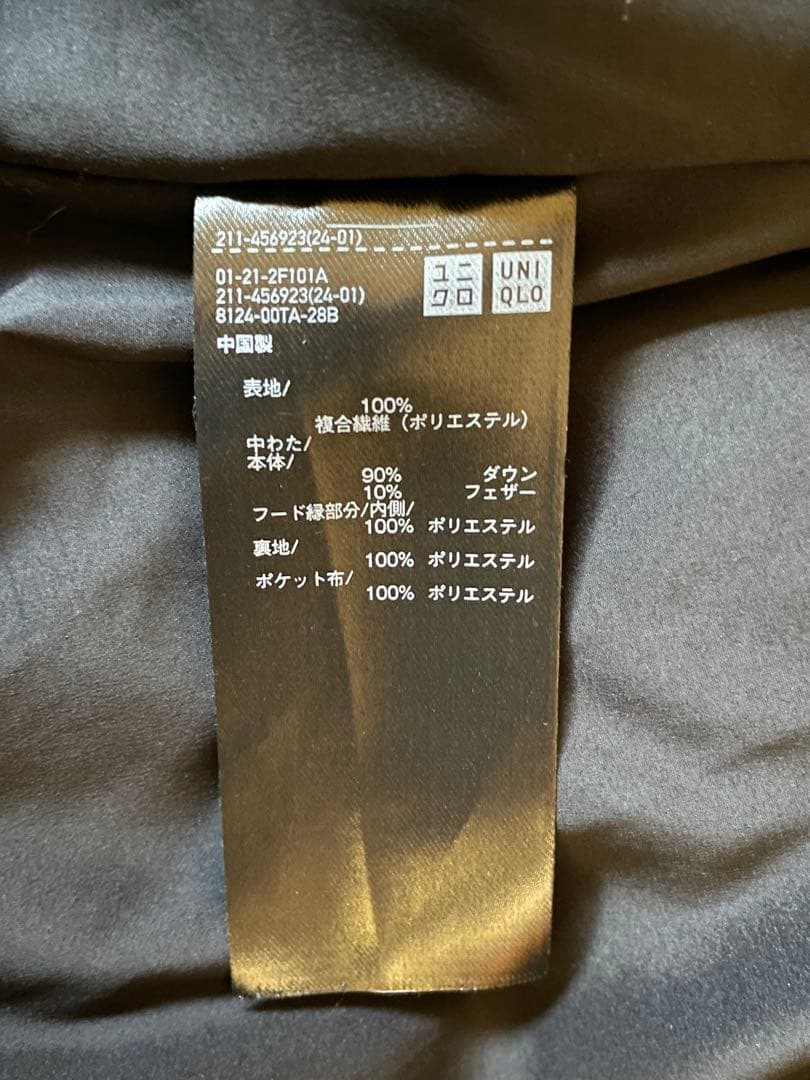 211-456923(24-01)
01-21-2F101A
211-456923(24-01)
8124-00TA-28B
ユニ
クロ
UNI
QLO
中国製
表地/
100%
複合繊維（ポリエステル）
中わた/
本体/
90% ダウン
10% フェザー
フード縁部分/内側/
100% ポリエステル
裏地/
100% ポリエステル
ポケット布/
100% ポリエステル